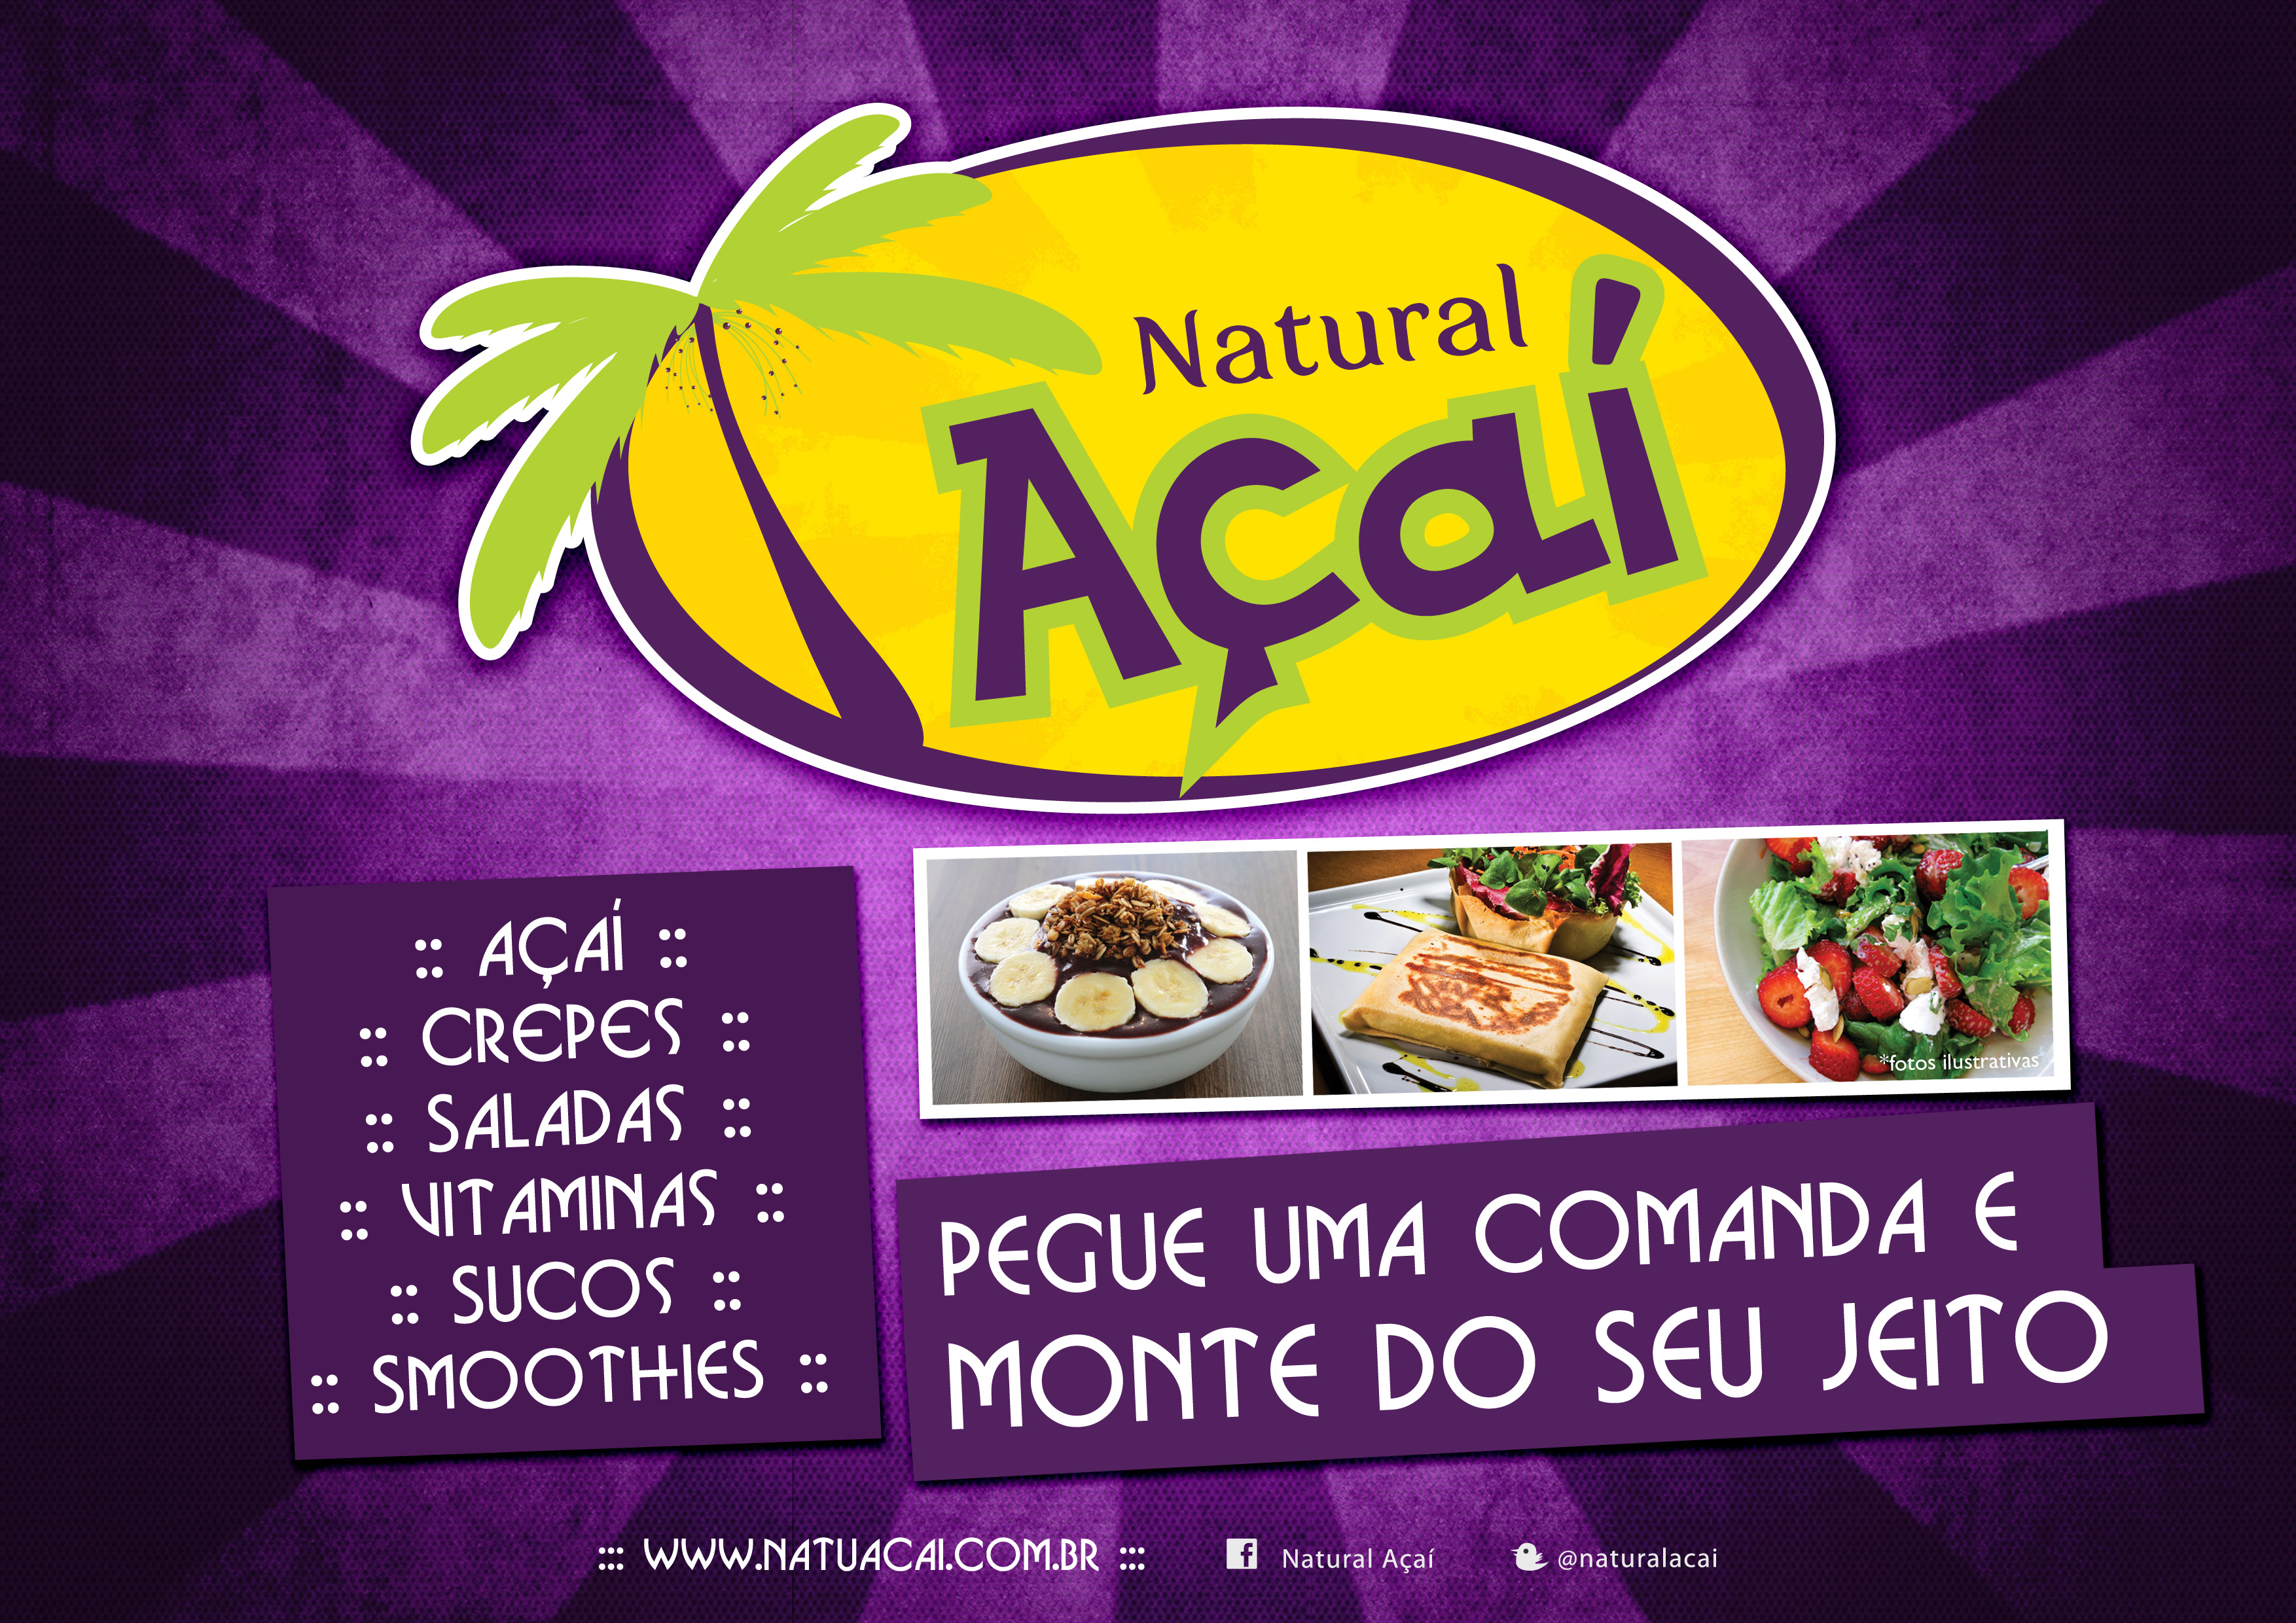 Natural
Açaí
:: AÇAÍ ::
:: CREPES ::
:: SALADAS ::
:: VITAMINAS ::
:: SUCOS ::
:: SMOOTHIES ::
*fotos ilustrativas
PEGUE UMA COMANDA E
MONTE DO SEU JEITO
::: WWW.NATUACAI.COM.BR :::
Natural Açaí
@naturalacai